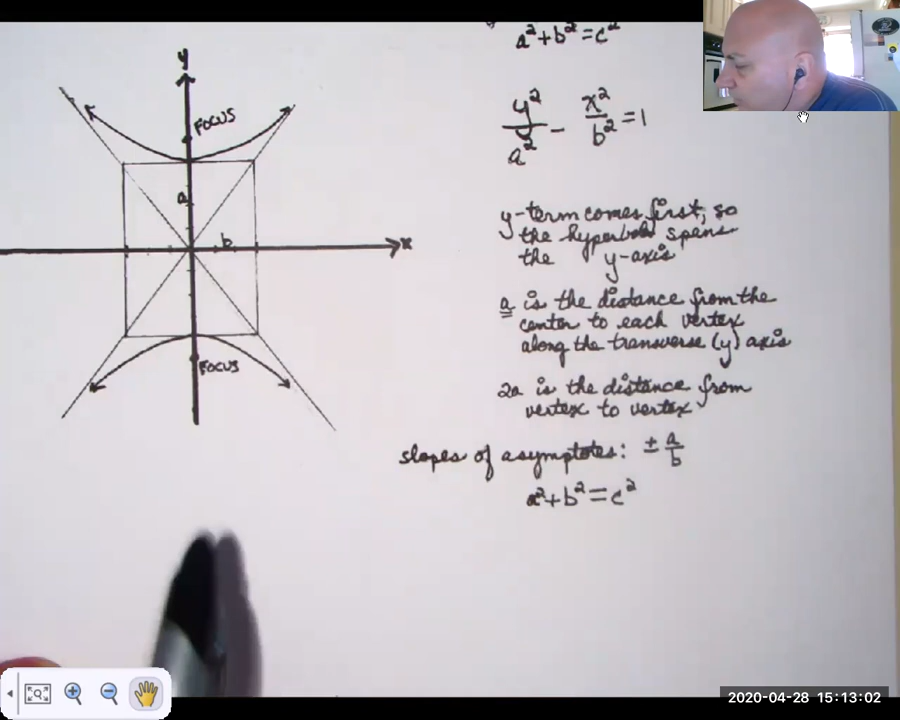 a²+b²=c²
y
FOCUS
y²/a² - x²/b² = 1
a
b
x
y-term comes first, so
the hyperbola spans
the y-axis
a is the distance from the
center to each vertex
along the transverse (y) axis
FOCUS
2a is the distance from
vertex to vertex
slopes of asymptotes: ± a/b
a²+b²=c²
2020-04-28 15:13:02